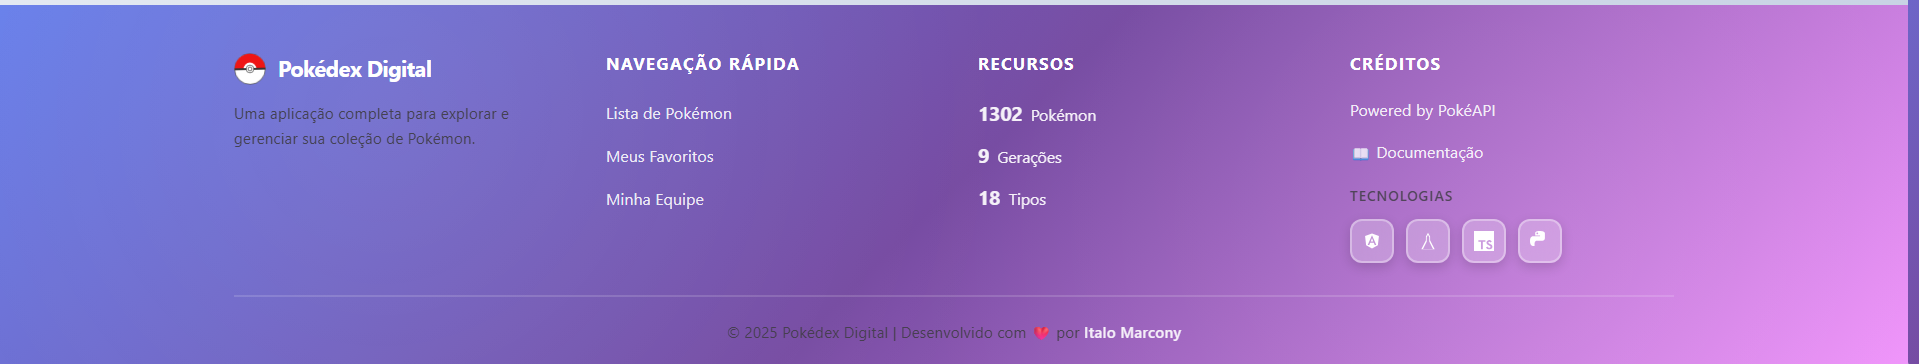 Pokédex Digital
Uma aplicação completa para explorar e
gerenciar sua coleção de Pokémon.
NAVEGAÇÃO RÁPIDA
Lista de Pokémon
Meus Favoritos
Minha Equipe
RECURSOS
1302 Pokémon
9 Gerações
18 Tipos
CRÉDITOS
Powered by PokéAPI
Documentação
TECNOLOGIAS
A
TS
© 2025 Pokédex Digital | Desenvolvido com ❤️ por Italo Marcony